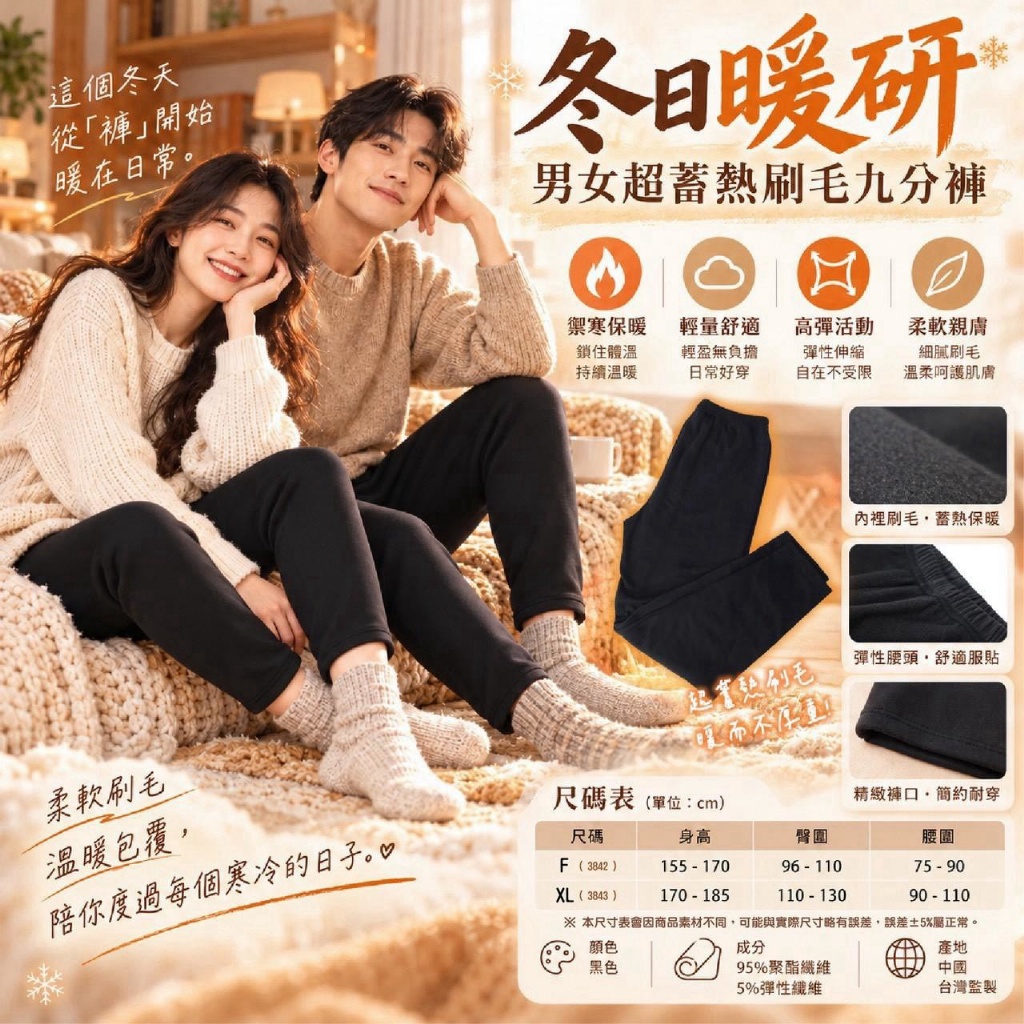 這個冬天
從「褲」開始
暖在日常。
冬日暖研
男女超蓄熱刷毛九分褲
禦寒保暖
鎖住體溫
持續溫暖
輕量舒適
輕盈無負擔
日常好穿
高彈活動
彈性伸縮
自在不受限
柔軟親膚
細膩刷毛
溫柔呵護肌膚
內裡刷毛・蓄熱保暖
彈性腰頭・舒適服貼
精緻褲口・簡約耐穿
超蓄熱刷毛
暖而不厚重!
柔軟刷毛
溫暖包覆，
陪你度過每個寒冷的日子。♡
尺碼表（單位：cm）
尺碼 身高 臀圍 腰圍
F（3842） 155 - 170 96 - 110 75 - 90
XL（3843） 170 - 185 110 - 130 90 - 110
※ 本尺寸表會因商品素材不同，可能與實際尺寸略有誤差，誤差±5%屬正常。
顏色
黑色
成分
95%聚酯纖維
5%彈性纖維
產地
中國
台灣監製